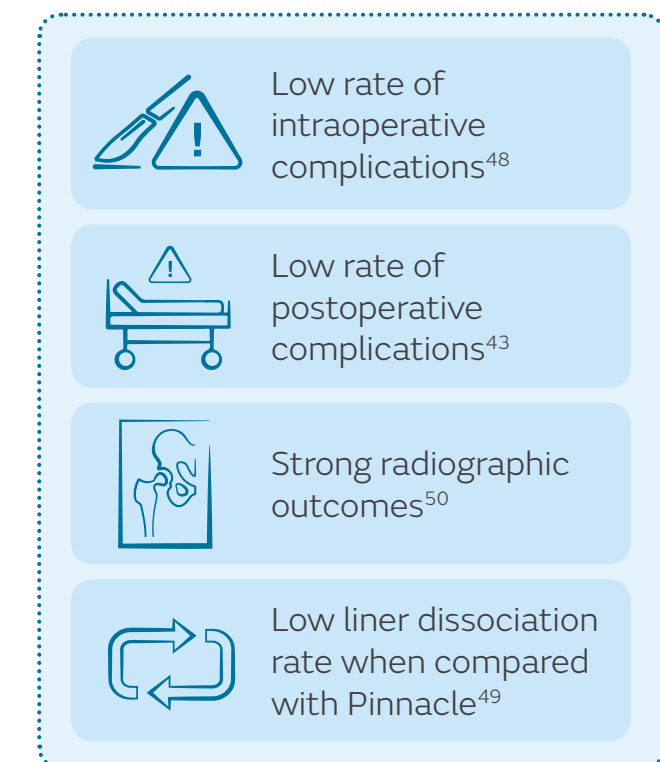 Low rate of
intraoperative
complications48
Low rate of
postoperative
complications43
Strong radiographic
outcomes50
Low liner dissociation
rate when compared
with Pinnacle49